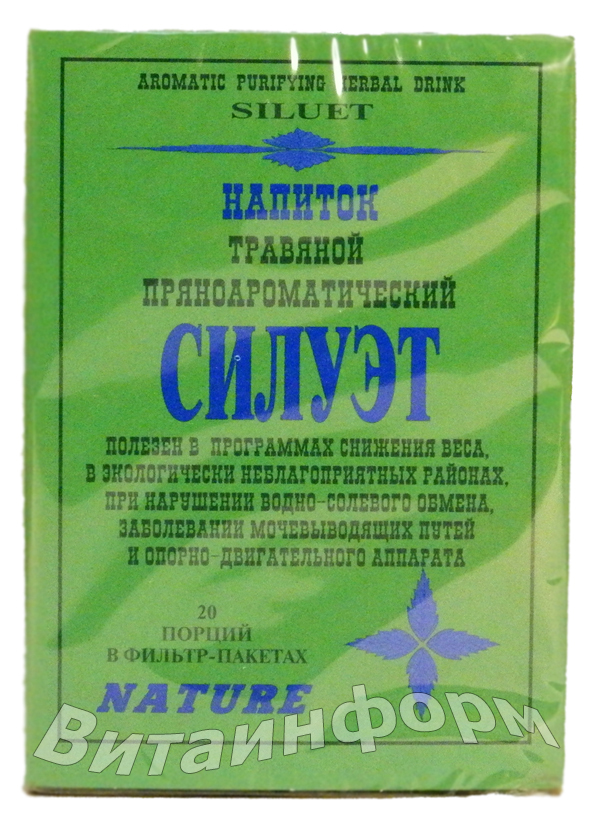 AROMATIC PURIFYING HERBAL DRINK
SILUET
НАПИТОК
ТРАВЯНОЙ
ПРЯНОАРОМАТИЧЕСКИЙ
СИЛУЭТ
ПОЛЕЗЕН В ПРОГРАММАХ СНИЖЕНИЯ ВЕСА,
В ЭКОЛОГИЧЕСКИ НЕБЛАГОПРИЯТНЫХ РАЙОНАХ,
ПРИ НАРУШЕНИИ ВОДНО-СОЛЕВОГО ОБМЕНА,
ЗАБОЛЕВАНИИ МОЧЕВЫВОДЯЩИХ ПУТЕЙ
И ОПОРНО-ДВИГАТЕЛЬНОГО АППАРАТА
20
ПОРЦИЙ
В ФИЛЬТР-ПАКЕТАХ
NATURE
Витаинформ